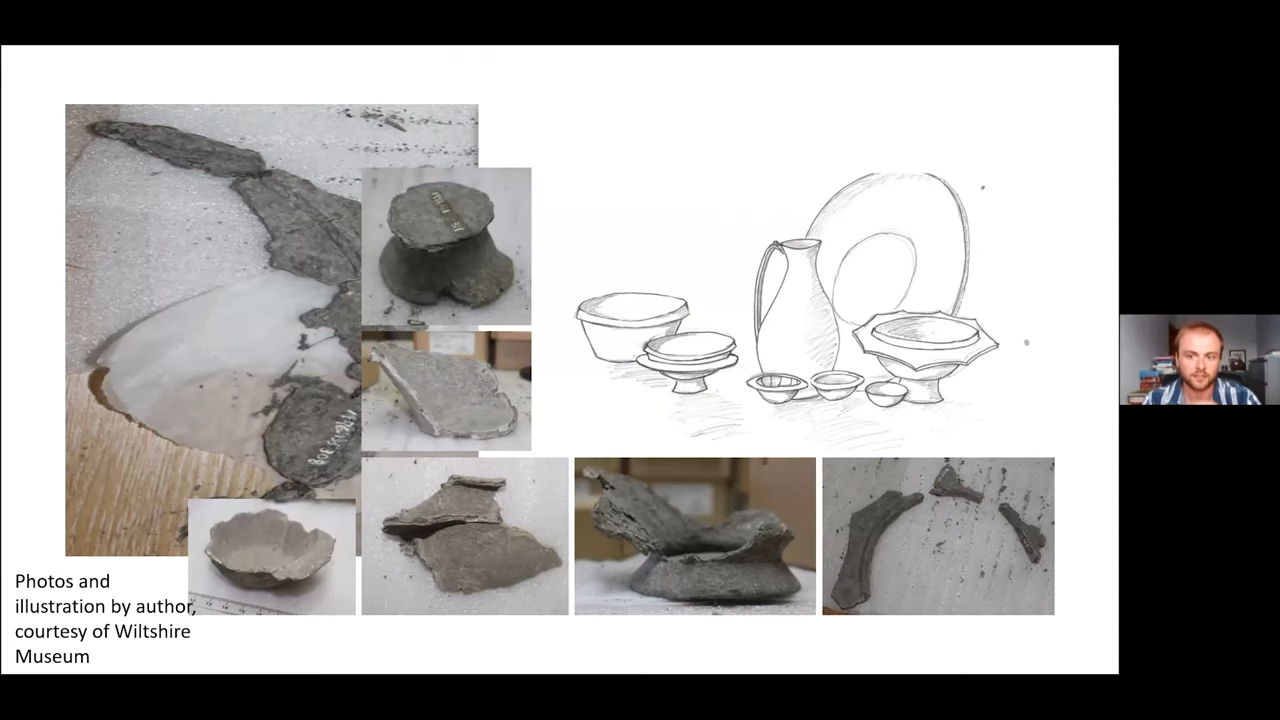 Photos and
illustration by author,
courtesy of Wiltshire
Museum